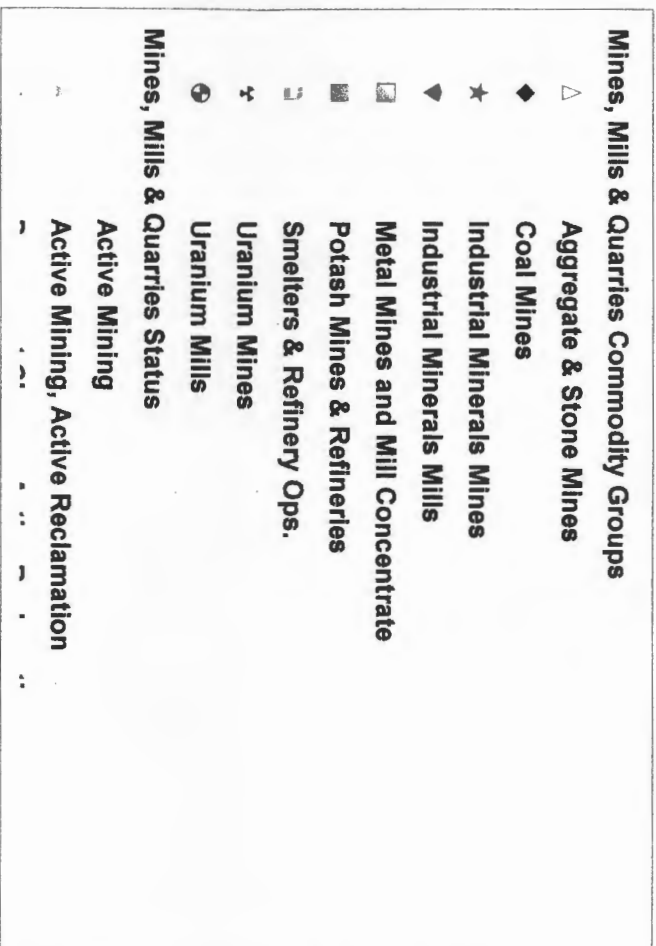 Mines, Mills & Quarries Commodity Groups
Aggregate & Stone Mines
Coal Mines
Industrial Minerals Mines
Industrial Minerals Mills
Metal Mines and Mill Concentrate
Potash Mines & Refineries
Smelters & Refinery Ops.
Uranium Mines
Uranium Mills
Mines, Mills & Quarries Status
Active Mining
Active Mining, Active Reclamation